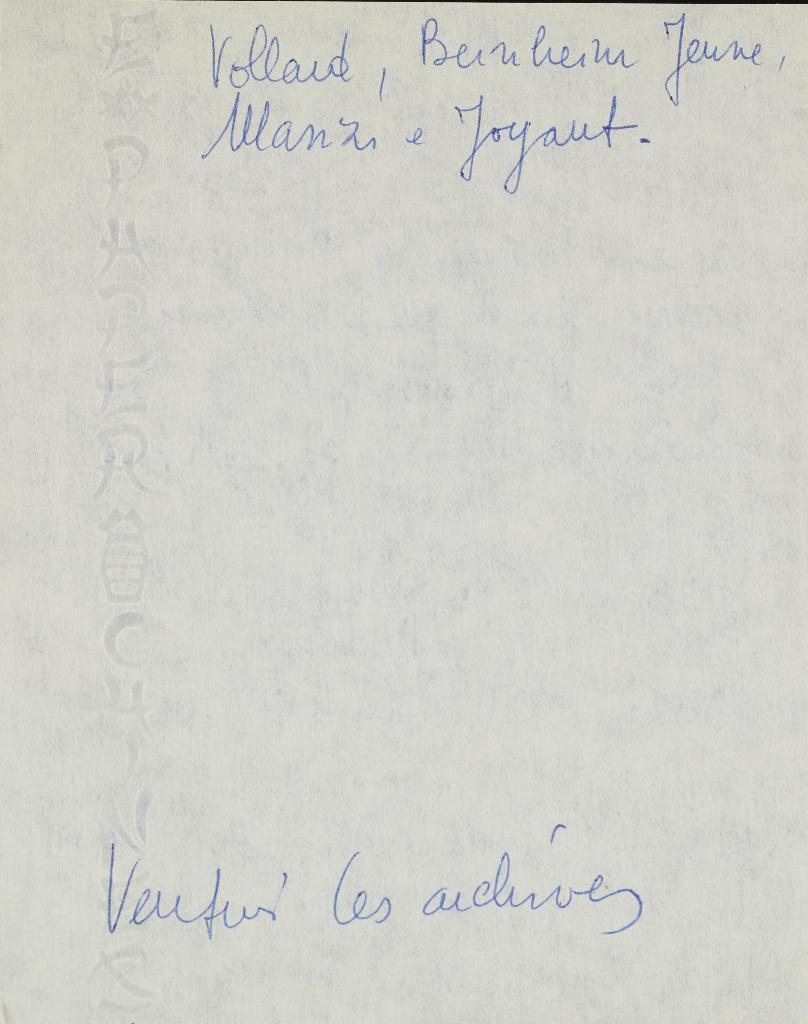 Vollard, Bernheim Jeune,
Manzi e Joyant.
Venturi les archives